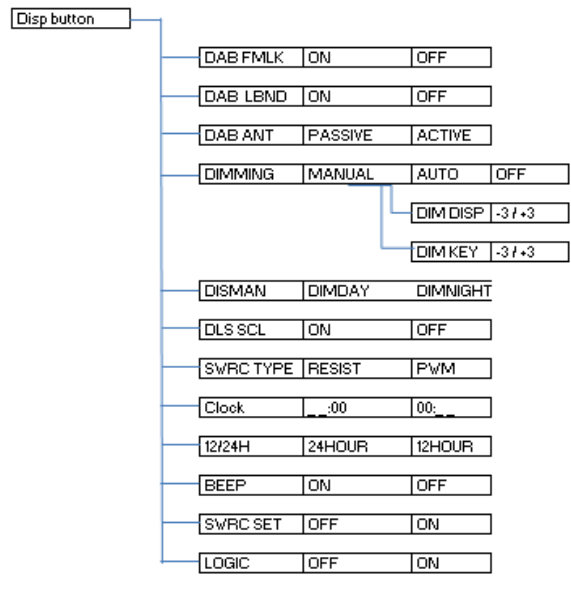 Disp button
DAB FMLK ON OFF
DAB LBND ON OFF
DAB ANT PASSIVE ACTIVE
DIMMING MANUAL AUTO OFF
DIM DISP -3 / +3
DIM KEY -3 / +3
DISMAN DIMDAY DIMNIGHT
DLS SCL ON OFF
SWRC TYPE RESIST PWM
Clock _ _:00 00:_ _
12/24H 24HOUR 12HOUR
BEEP ON OFF
SWRC SET OFF ON
LOGIC OFF ON